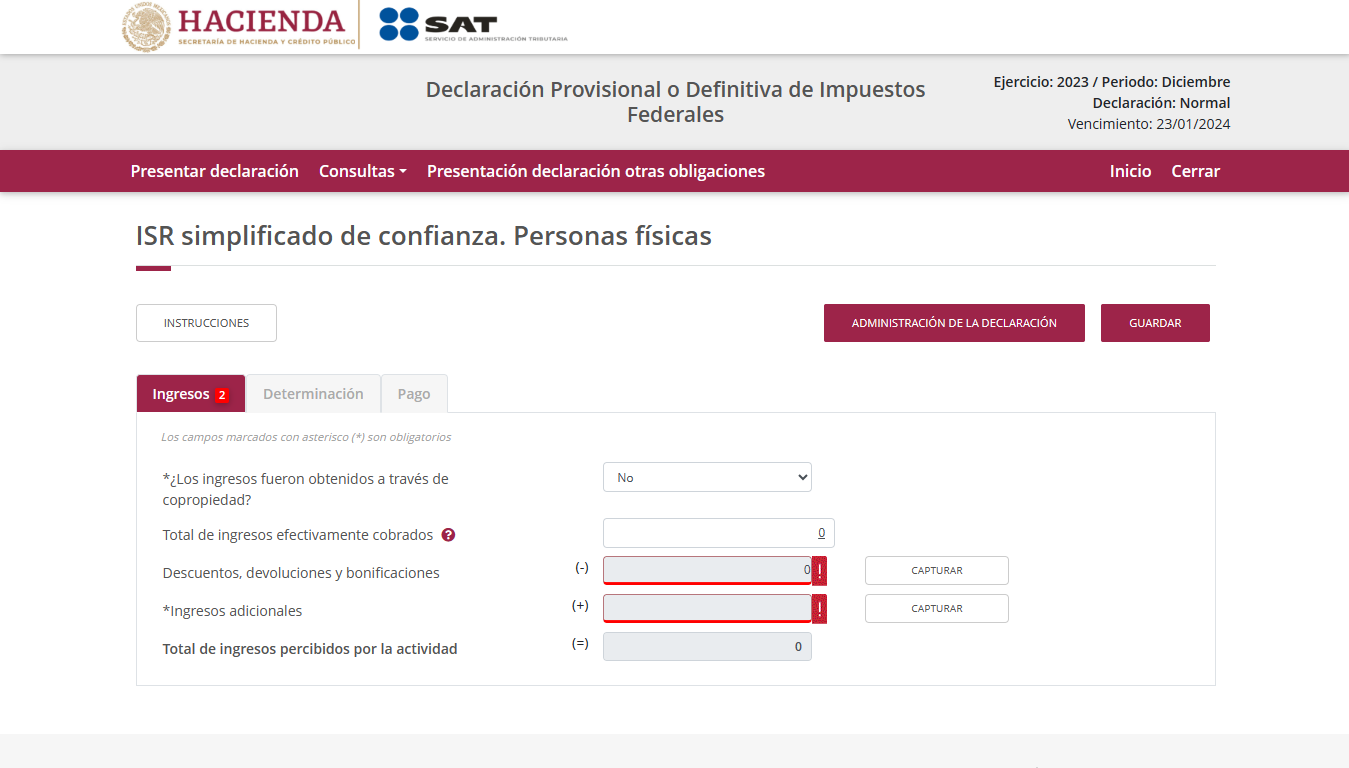 HACIENDA
SECRETARÍA DE HACIENDA Y CRÉDITO PÚBLICO
SAT
SERVICIO DE ADMINISTRACIÓN TRIBUTARIA
Declaración Provisional o Definitiva de Impuestos
Federales
Ejercicio: 2023 / Periodo: Diciembre
Declaración: Normal
Vencimiento: 23/01/2024
Presentar declaración Consultas Presentación declaración otras obligaciones Inicio Cerrar
ISR simplificado de confianza. Personas físicas
INSTRUCCIONES ADMINISTRACIÓN DE LA DECLARACIÓN GUARDAR
Ingresos 2 Determinación Pago
Los campos marcados con asterisco (*) son obligatorios
*¿Los ingresos fueron obtenidos a través de
copropiedad?
No
Total de ingresos efectivamente cobrados ? 0
Descuentos, devoluciones y bonificaciones (-) 0 ! CAPTURAR
*Ingresos adicionales (+) ! CAPTURAR
Total de ingresos percibidos por la actividad (=) 0